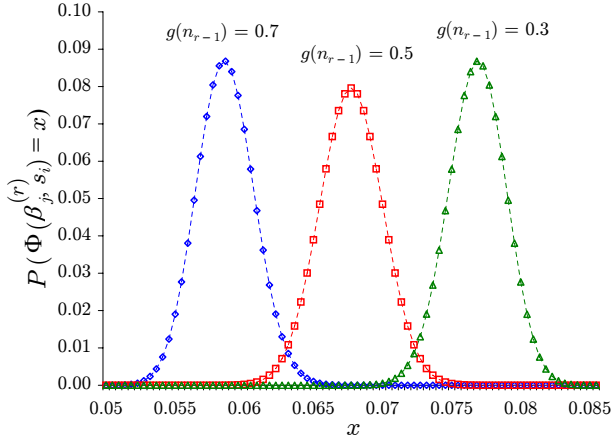 0.10
g(n_{r-1}) = 0.7
g(n_{r-1}) = 0.5
g(n_{r-1}) = 0.3
0.09
0.08
0.07
0.06
0.05
0.04
0.03
0.02
0.01
0.00
P(Φ(β_j^{(r)}, s_i) = x)
0.05 0.055 0.06 0.065 0.07 0.077 0.08 0.085
x